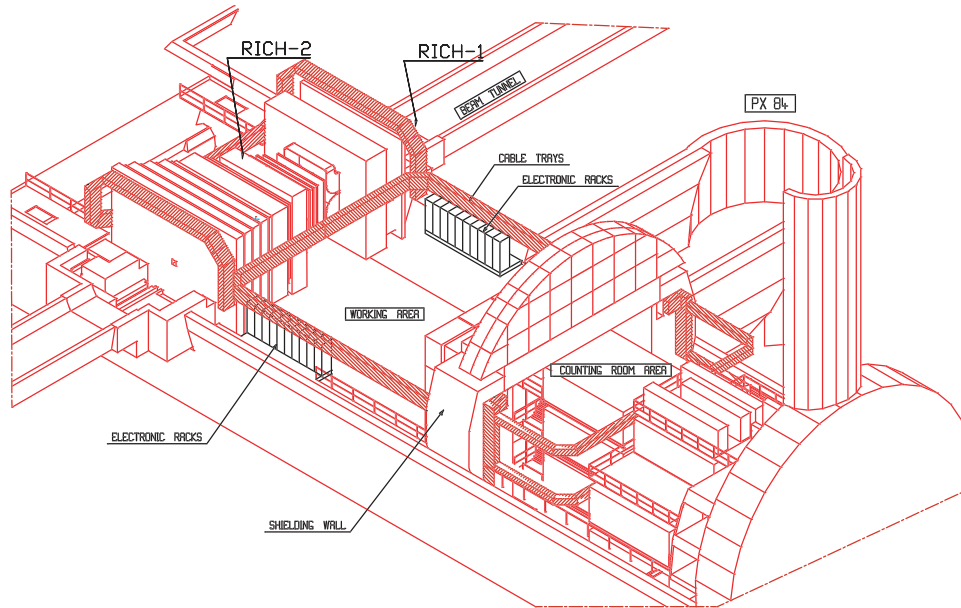 RICH-2
RICH-1
BEAM TUNNEL
PX 84
CABLE TRAYS
ELECTRONIC RACKS
WORKING AREA
COUNTING ROOM AREA
ELECTRONIC RACKS
SHIELDING WALL